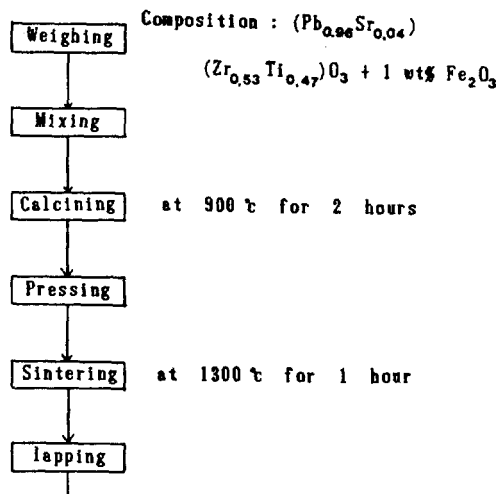 Weighing
Composition : (Pb0.96Sr0.04)
(Zr0,53Ti0,47)O3 + 1 wt% Fe2O3
Mixing
Calcining at 900℃ for 2 hours
Pressing
Sintering at 1300℃ for 1 hour
lapping